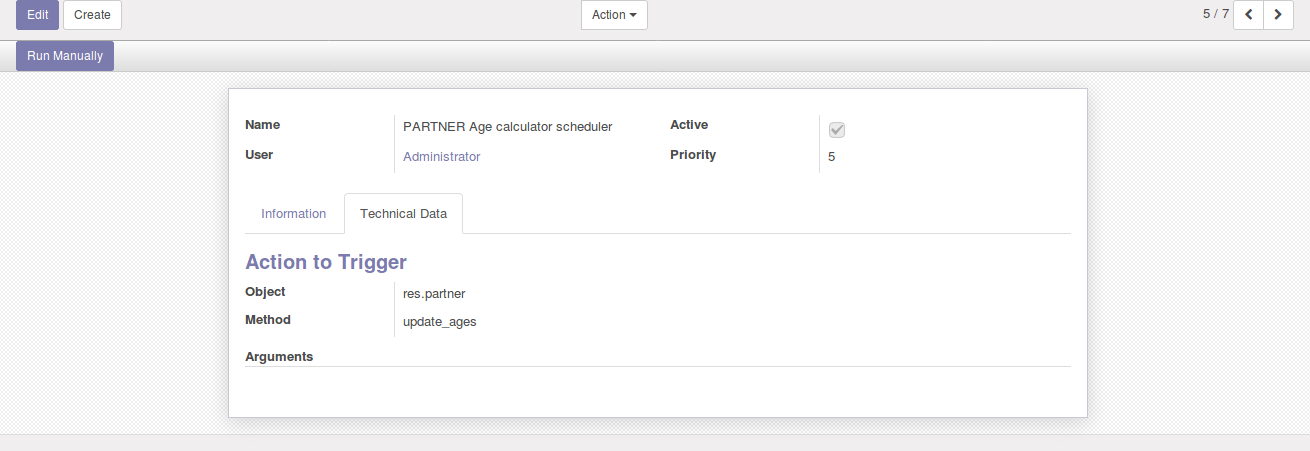 Edit Create Action 5 / 7
Run Manually
Name PARTNER Age calculator scheduler Active
User Administrator Priority 5
Information Technical Data
Action to Trigger
Object res.partner
Method update_ages
Arguments